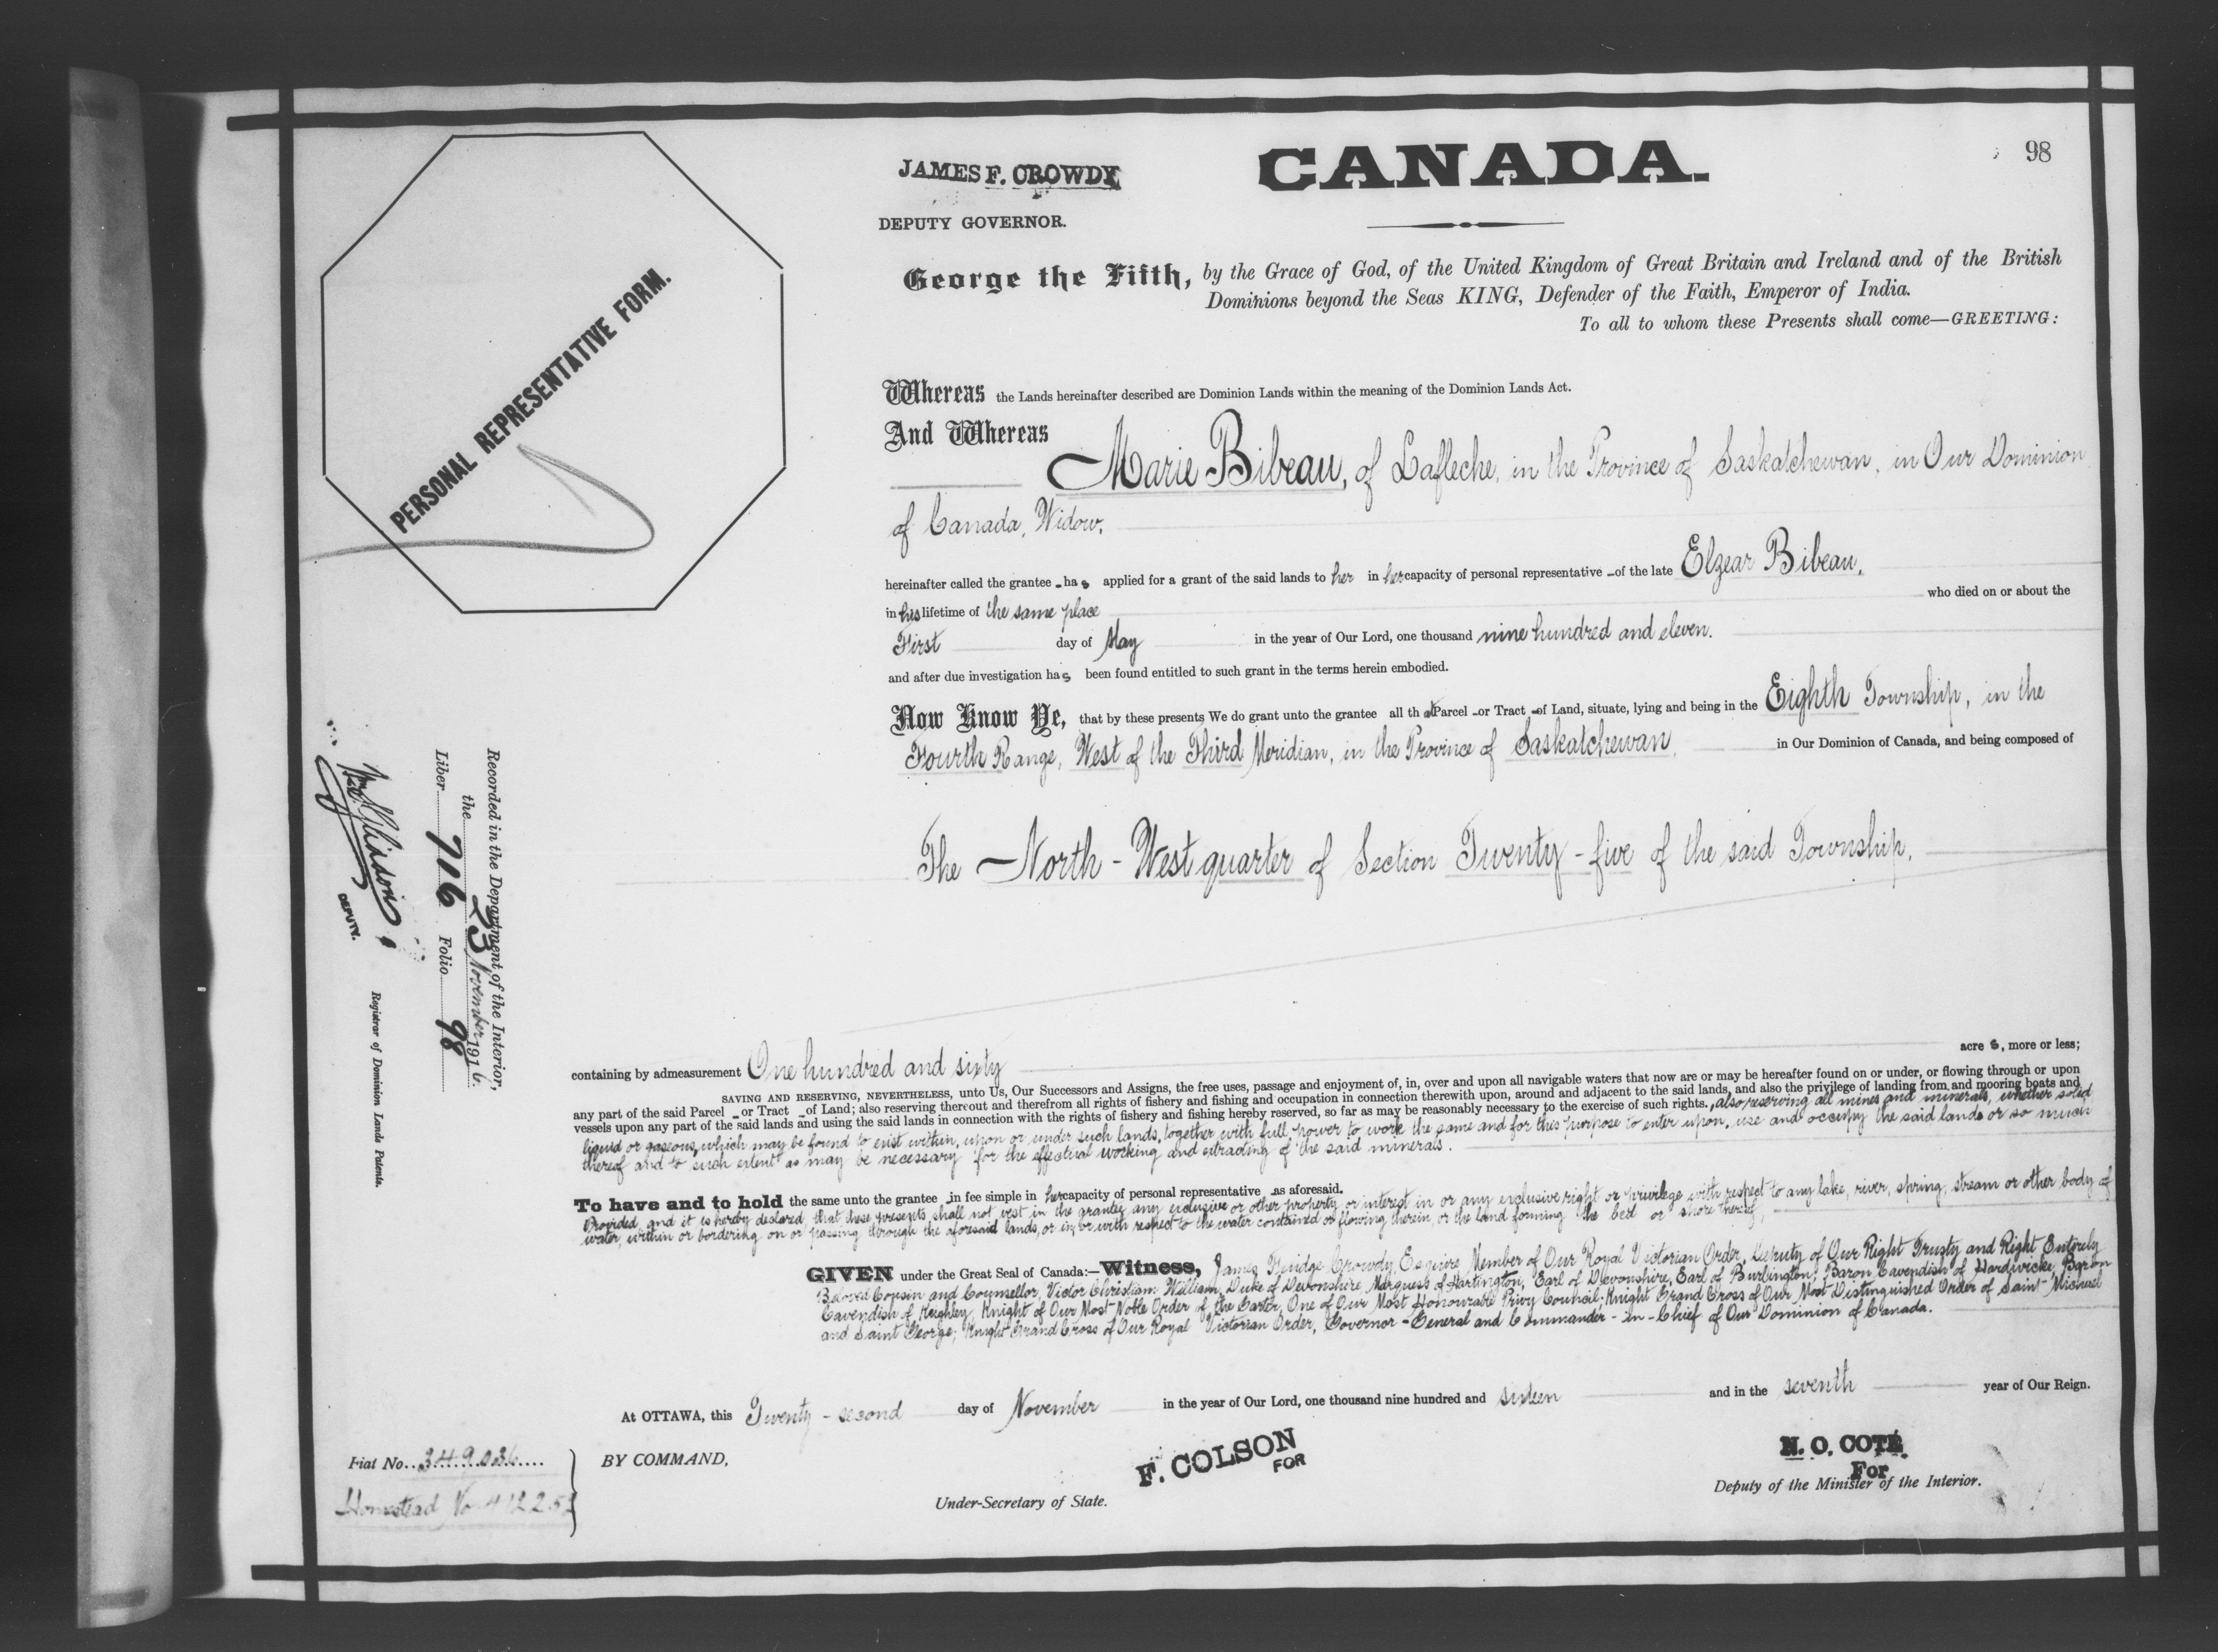 98
JAMES F. CROWDY
CANADA.
DEPUTY GOVERNOR.
George the Fifth, by the Grace of God, of the United Kingdom of Great Britain and Ireland and of the British
Dominions beyond the Seas KING, Defender of the Faith, Emperor of India.
To all to whom these Presents shall come—GREETING:
PERSONAL REPRESENTATIVE FORM.
Whereas the Lands hereinafter described are Dominion Lands within the meaning of the Dominion Lands Act.
And Whereas
Marie Bibeau, of Lafleche, in the Province of Saskatchewan, in Our Dominion
of Canada, Widow,
hereinafter called the grantee has applied for a grant of the said lands to her in her capacity of personal representative of the late Elzear Bibeau,
in his lifetime of the same place who died on or about the
First day of May in the year of Our Lord, one thousand nine hundred and eleven.
and after due investigation has been found entitled to such grant in the terms herein embodied.
Now Know Ye, that by these presents We do grant unto the grantee all that Parcel or Tract of Land, situate, lying and being in the Eighth Township, in the
Fourth Range, West of the Third Meridian, in the Province of Saskatchewan, in Our Dominion of Canada, and being composed of
The North-West quarter of Section Twenty-five of the said Township.
containing by admeasurement One hundred and sixty acres, more or less;
SAVING AND RESERVING, NEVERTHELESS, unto Us, Our Successors and Assigns, the free uses, passage and enjoyment of, in, over and upon all navigable waters that now are or may be hereafter found on or under, or flowing through or upon
any part of the said Parcel or Tract of Land; also reserving thereout and therefrom all rights of fishery and fishing and occupation in connection therewith upon, around and adjacent to the said lands, and also the privilege of landing from and mooring boats and
vessels upon any part of the said lands and using the said lands in connection with the rights of fishery and fishing hereby reserved, so far as may be reasonably necessary to the exercise of such rights, also reserving all mines and minerals, whether solid
liquid or gaseous, which may be found to exist within, upon or under such lands, together with full power to work the same and for this purpose to enter upon, use and occupy the said lands or so much
thereof and to such extent as may be necessary for the effectual working and extracting of the said minerals.
To have and to hold the same unto the grantee in fee simple in her capacity of personal representative as aforesaid.
Provided, and it is hereby declared, that these presents shall not vest in the grantee any exclusive or other property or interest in or any exclusive right or privilege with respect to any lake, river, spring, stream or other body of
water, within or bordering on or passing through the aforesaid lands, or in, or with respect to the water contained or flowing therein, or the land forming the bed or shore thereof,
GIVEN under the Great Seal of Canada:—Witness, James Fluidge Crowdy, Esquire, Member of Our Royal Victorian Order, Deputy of Our Right Trusty and Right Entirely
Beloved Cousin and Counsellor, Victor Christian William, Duke of Devonshire, Marquess of Hartington, Earl of Devonshire, Earl of Burlington, Baron Cavendish of Hardwicke, Baron
Cavendish of Keighley, Knight of Our Most Noble Order of the Garter, One of Our Most Honourable Privy Council, Knight Grand Cross of Our Most Distinguished Order of Saint Michael
and Saint George, Knight Grand Cross of Our Royal Victorian Order, Governor-General and Commander-in-Chief of Our Dominion of Canada.
At OTTAWA, this Twenty-second day of November in the year of Our Lord, one thousand nine hundred and sixteen and in the seventh year of Our Reign.
BY COMMAND,
F. COLSON
FOR
Under-Secretary of State.
N. O. COTÉ
For
Deputy of the Minister of the Interior.
Fiat No. 349036
Homestead No.
Recorded in the Department of the Interior,
the 23 November 1916.
Liber 716 Folio 98
DEPUTY.
Registrar of Dominion Lands Patents.